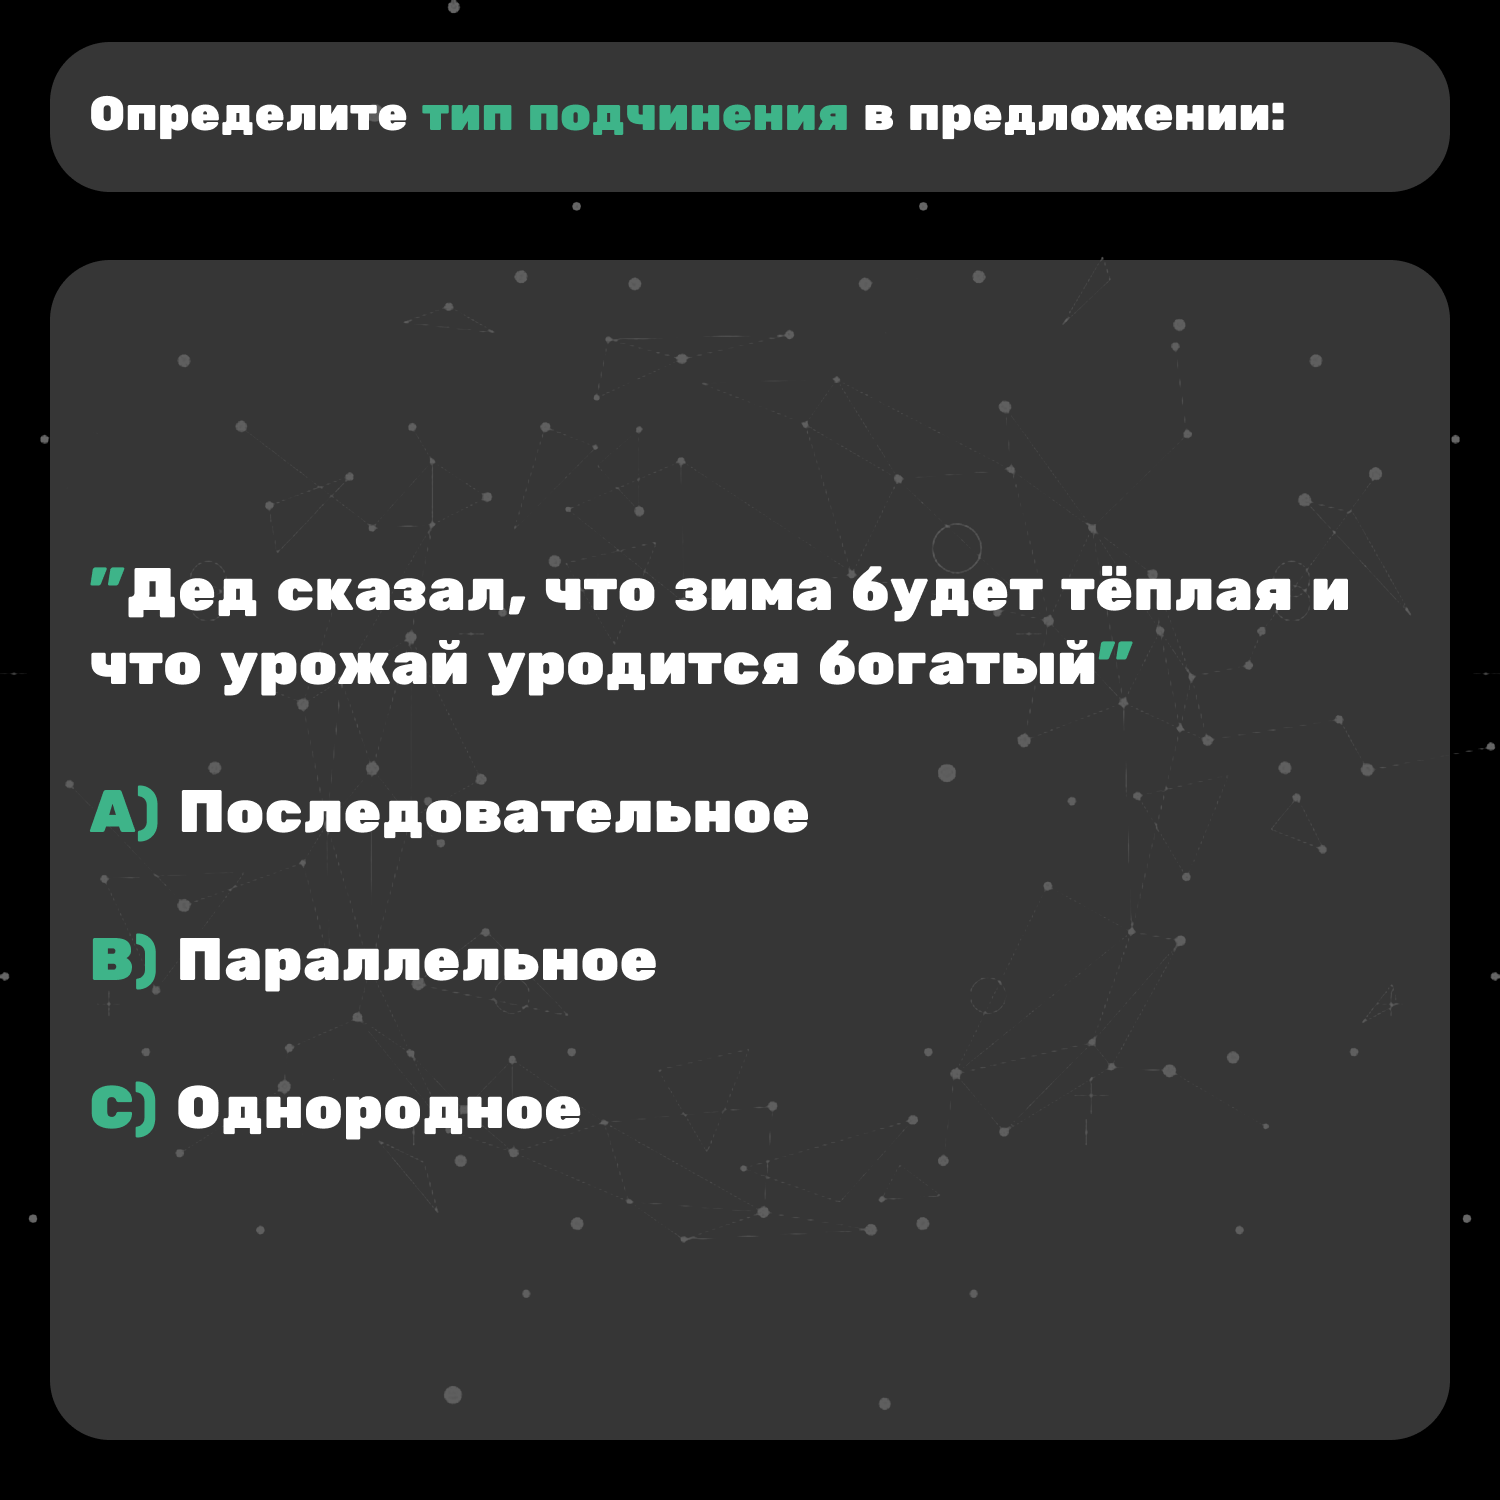 Определите тип подчинения в предложении:
"Дед сказал, что зима будет тёплая и
что урожай уродится богатый"
A) Последовательное
B) Параллельное
C) Однородное